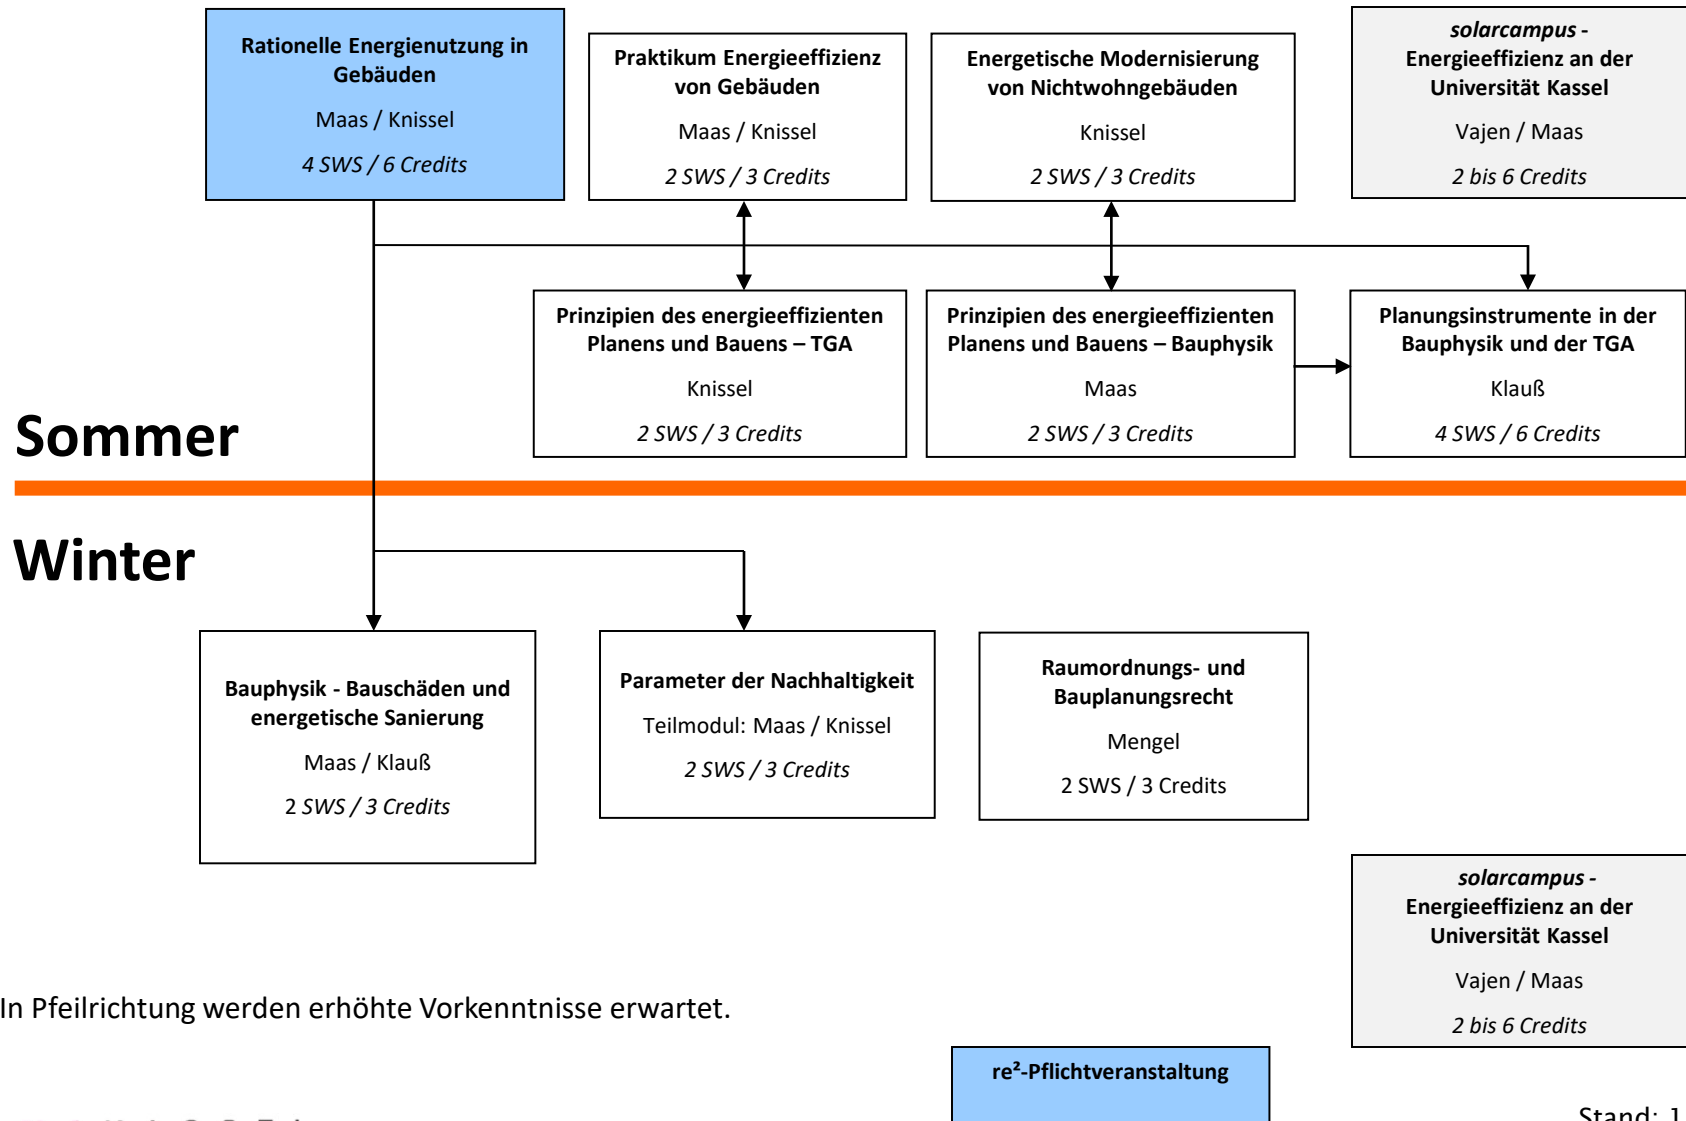 Rationelle Energienutzung in
Gebäuden
Maas / Knissel
4 SWS / 6 Credits
Praktikum Energieeffizienz
von Gebäuden
Maas / Knissel
2 SWS / 3 Credits
Energetische Modernisierung
von Nichtwohngebäuden
Knissel
2 SWS / 3 Credits
solarcampus -
Energieeffizienz an der
Universität Kassel
Vajen / Maas
2 bis 6 Credits
Prinzipien des energieeffizienten
Planens und Bauens – TGA
Knissel
2 SWS / 3 Credits
Prinzipien des energieeffizienten
Planens und Bauens – Bauphysik
Maas
2 SWS / 3 Credits
Planungsinstrumente in der
Bauphysik und der TGA
Klauß
4 SWS / 6 Credits
Sommer
Winter
Bauphysik - Bauschäden und
energetische Sanierung
Maas / Klauß
2 SWS / 3 Credits
Parameter der Nachhaltigkeit
Teilmodul: Maas / Knissel
2 SWS / 3 Credits
Raumordnungs- und
Bauplanungsrecht
Mengel
2 SWS / 3 Credits
solarcampus -
Energieeffizienz an der
Universität Kassel
Vajen / Maas
2 bis 6 Credits
In Pfeilrichtung werden erhöhte Vorkenntnisse erwartet.
re²-Pflichtveranstaltung
Stand: 1